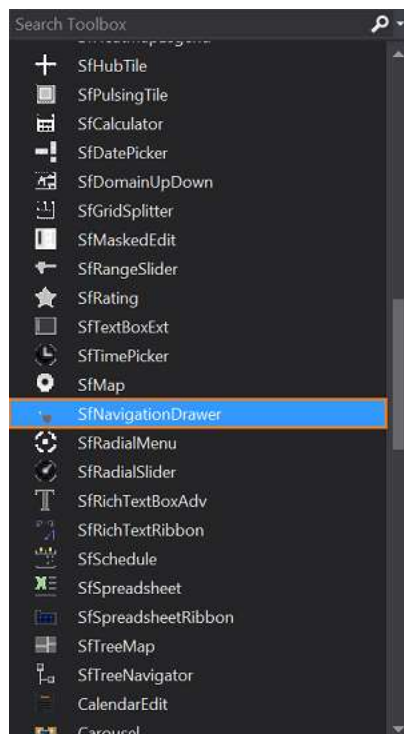 Search Toolbox
SfHeatmapLegend
SfHubTile
SfPulsingTile
SfCalculator
SfDatePicker
SfDomainUpDown
SfGridSplitter
SfMaskedEdit
SfRangeSlider
SfRating
SfTextBoxExt
SfTimePicker
SfMap
SfNavigationDrawer
SfRadialMenu
SfRadialSlider
SfRichTextBoxAdv
SfRichTextRibbon
SfSchedule
SfSpreadsheet
SfSpreadsheetRibbon
SfTreeMap
SfTreeNavigator
CalendarEdit
Carousel